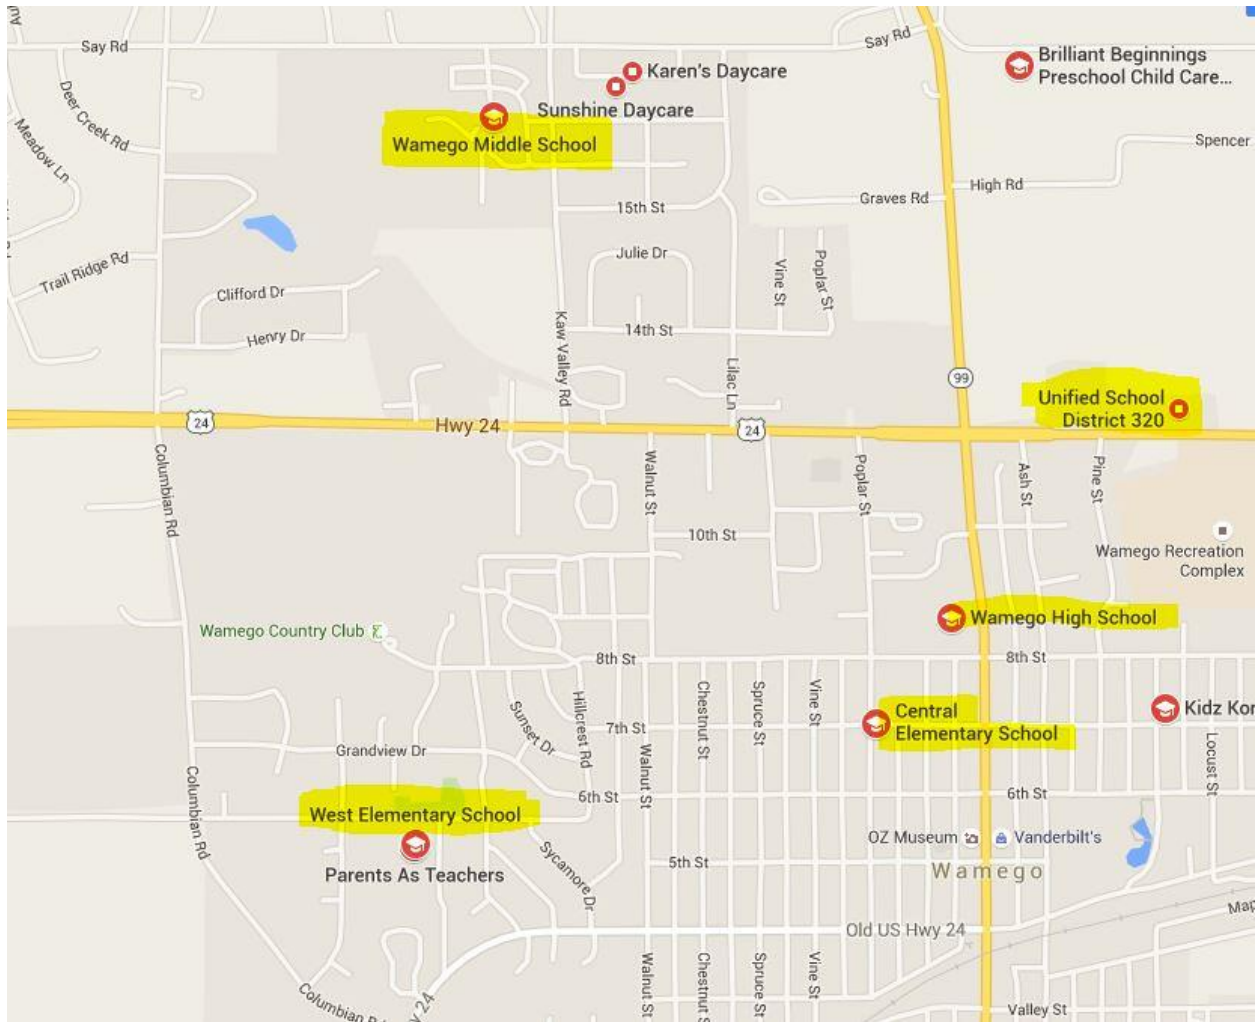 Say Rd
Say Rd
Brilliant Beginnings
Preschool Child Care...
Karen's Daycare
Sunshine Daycare
Wamego Middle School
Deer Creek Rd
Meadow Ln
Spencer
High Rd
Graves Rd
15th St
Julie Dr
Vine St
Poplar St
Trail Ridge Rd
Clifford Dr
Henry Dr
Kaw Valley Rd
14th St
Lilac Ln
99
Unified School
District 320
24
Hwy 24
24
Columbian Rd
Walnut St
Poplar St
Ash St
Pine St
10th St
Wamego Recreation
Complex
Wamego High School
Wamego Country Club
8th St
8th St
Hillcrest Rd
Chestnut St
Spruce St
Vine St
Central
Elementary School
Kidz Kor
Sunset Dr
7th St
Grandview Dr
Walnut St
Locust St
Columbian Rd
6th St
6th St
West Elementary School
OZ Museum
Vanderbilt's
Sycamore Dr
5th St
Wamego
Parents As Teachers
Map
Old US Hwy 24
Walnut St
Chestnut St
Spruce St
Vine St
Columbian R
y 24
Valley St